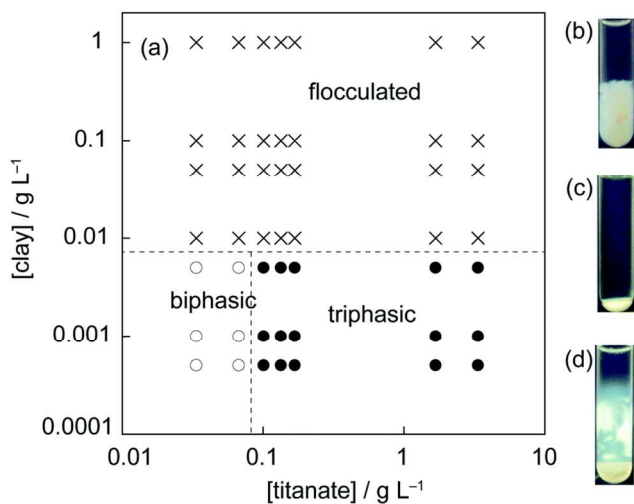 (a)
flocculated
biphasic
triphasic
1
0.1
0.01
0.001
0.0001
[clay] / g L⁻¹
0.01
0.1
1
10
[titanate] / g L⁻¹
(b)
(c)
(d)